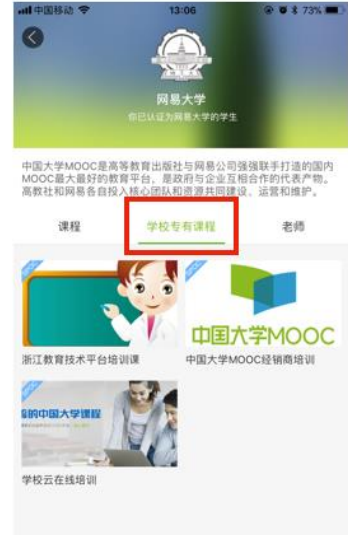 中国移动 13:06 73%
网易大学
你已认证为网易大学的学生
中国大学MOOC是高等教育出版社与网易公司强强联手打造的国内
MOOC最大最好的教育平台，是政府与企业互相合作的代表产物。
高教社和网易各自投入核心团队和资源共同建设、运营和维护。
课程 学校专有课程 老师
中国大学MOOC
浙江教育技术平台培训课 中国大学MOOC经销商培训
的中国大学课程
学校云在线培训